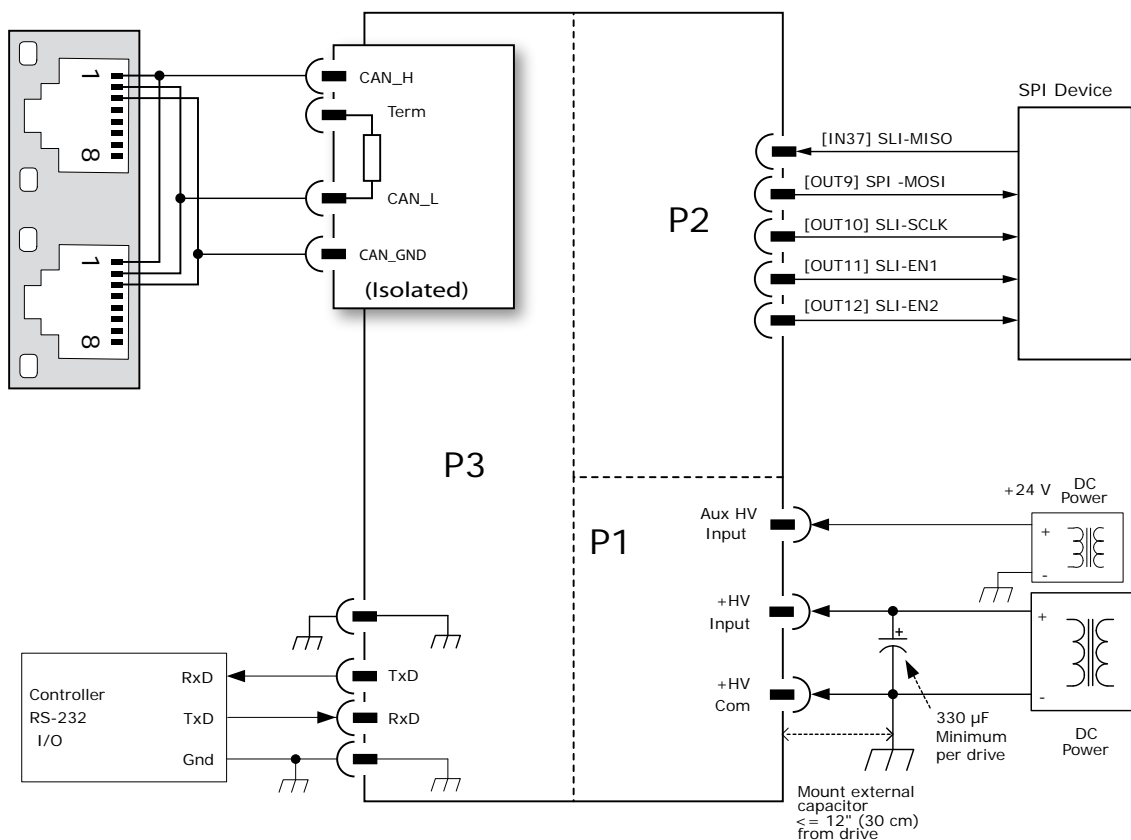 1
8
1
8
CAN_H
Term
CAN_L
CAN_GND
(Isolated)
P3
P2
P1
SPI Device
[IN37] SLI-MISO
[OUT9] SPI -MOSI
[OUT10] SLI-SCLK
[OUT11] SLI-EN1
[OUT12] SLI-EN2
Aux HV
Input
+24 V
DC
Power
+
-
+HV
Input
+HV
Com
+
+
-
DC
Power
330 µF
Minimum
per drive
Mount external
capacitor
<= 12" (30 cm)
from drive
Controller
RS-232
I/O
RxD
TxD
Gnd
TxD
RxD